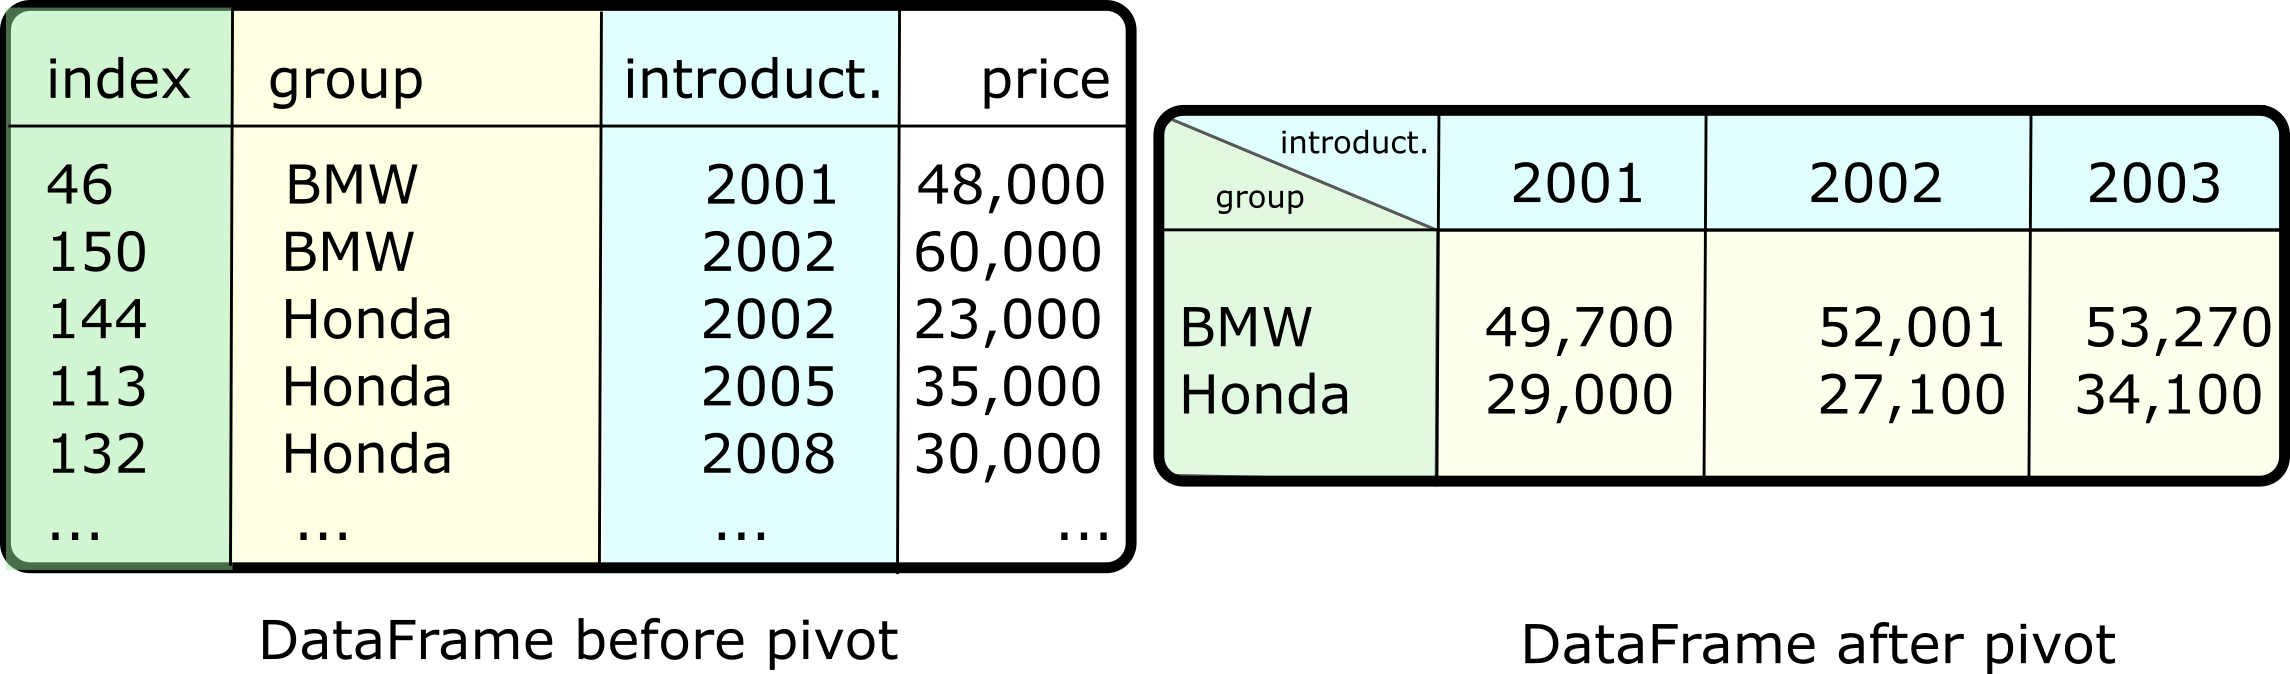 index group introduct. price
46 BMW 2001 48,000
150 BMW 2002 60,000
144 Honda 2002 23,000
113 Honda 2005 35,000
132 Honda 2008 30,000
... ... ... ...
DataFrame before pivot
introduct.
group
2001 2002 2003
BMW 49,700 52,001 53,270
Honda 29,000 27,100 34,100
DataFrame after pivot